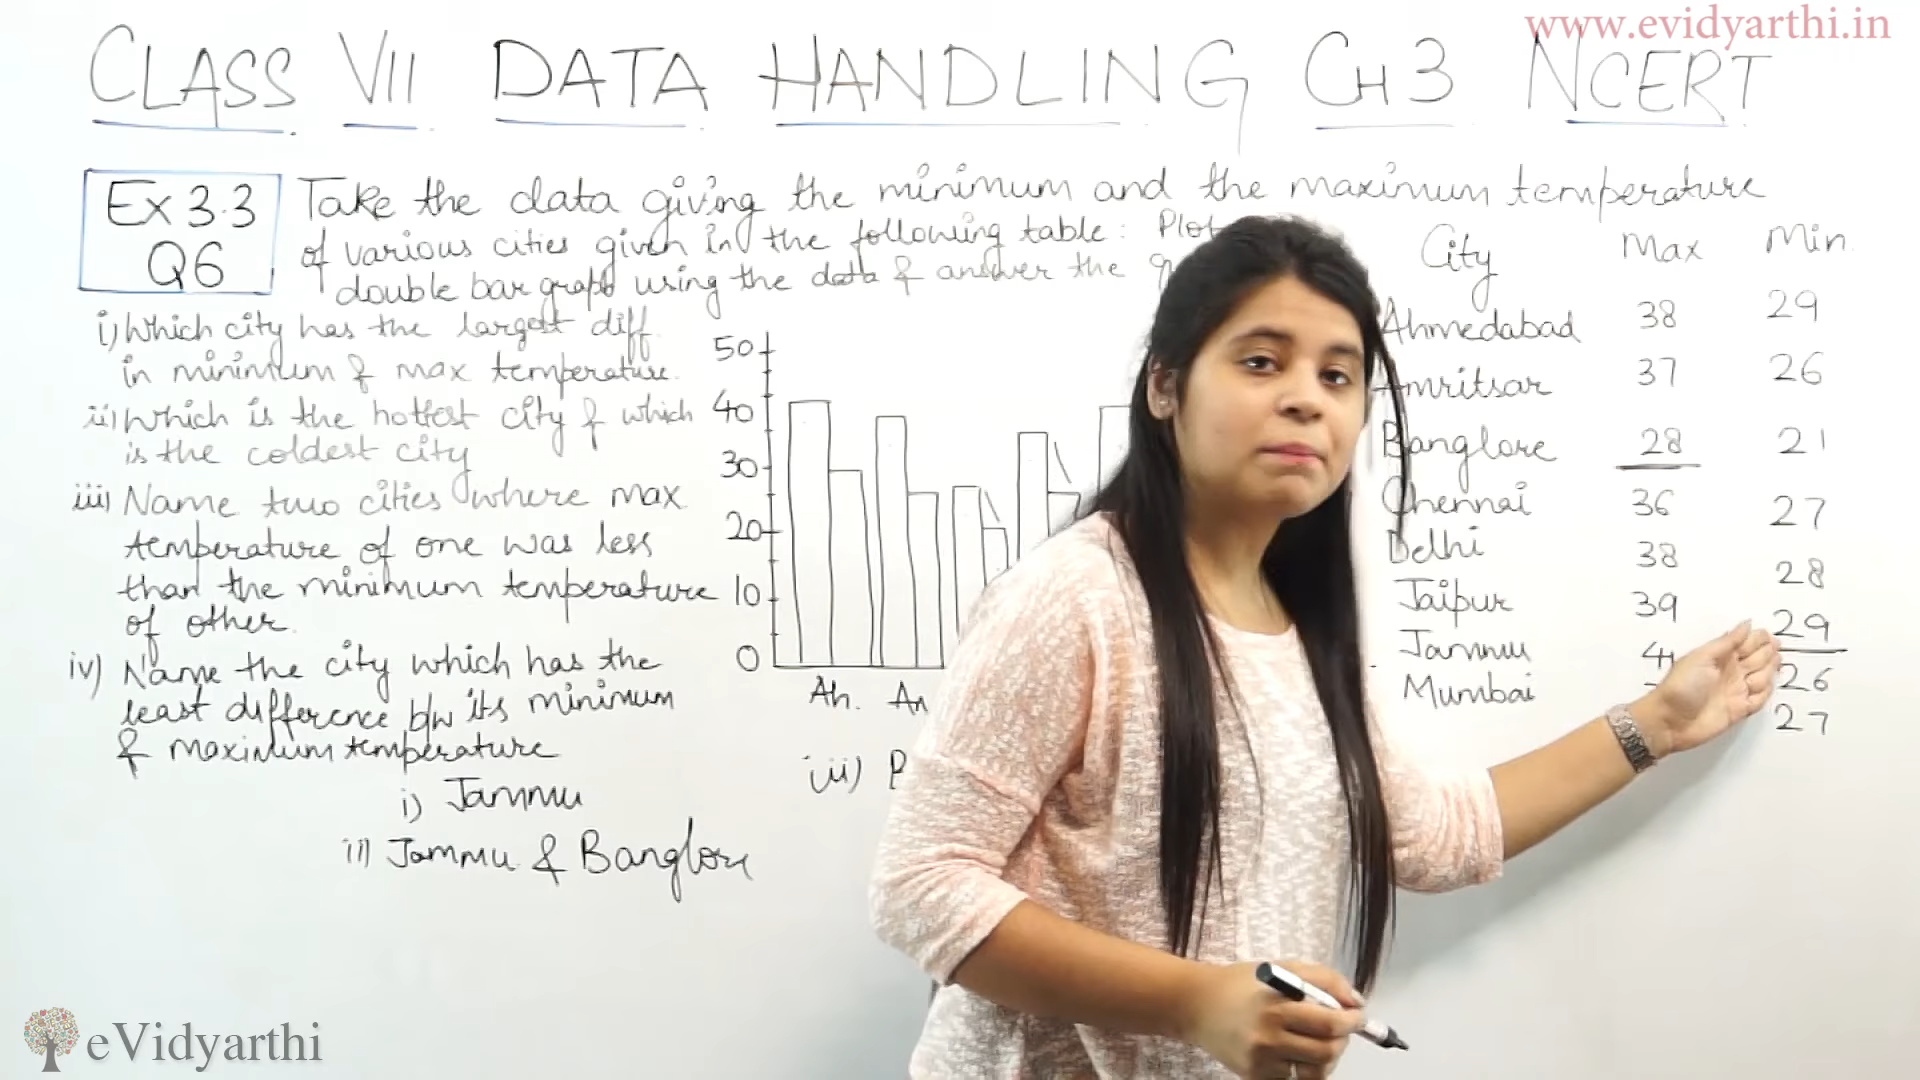 www.evidyarthi.in
CLASS VII DATA HANDLING CH 3 NCERT
Ex 3.3
Q6
Take the data giving the minimum and the maximum temperature
of various cities given in the following table: Plot
double bar graph using the data & answer the
i) Which city has the largest diff.
in minimum & max temperature.
ii) Which is the hottest city & which
is the coldest city
iii) Name two cities where max
temperature of one was less
than the minimum temperature
of other.
iv) Name the city which has the
least difference b/w its minimum
& maximum temperature
i) Jammu
ii) Jammu & Banglore
50
40
30
20
10
0
Ah. Am
iii)
City Max Min.
Ahmedabad 38 29
Amritsar 37 26
Banglore 28 21
Chennai 36 27
Delhi 38 28
Jaipur 39 29
Jammu 26
Mumbai 27
eVidyarthi